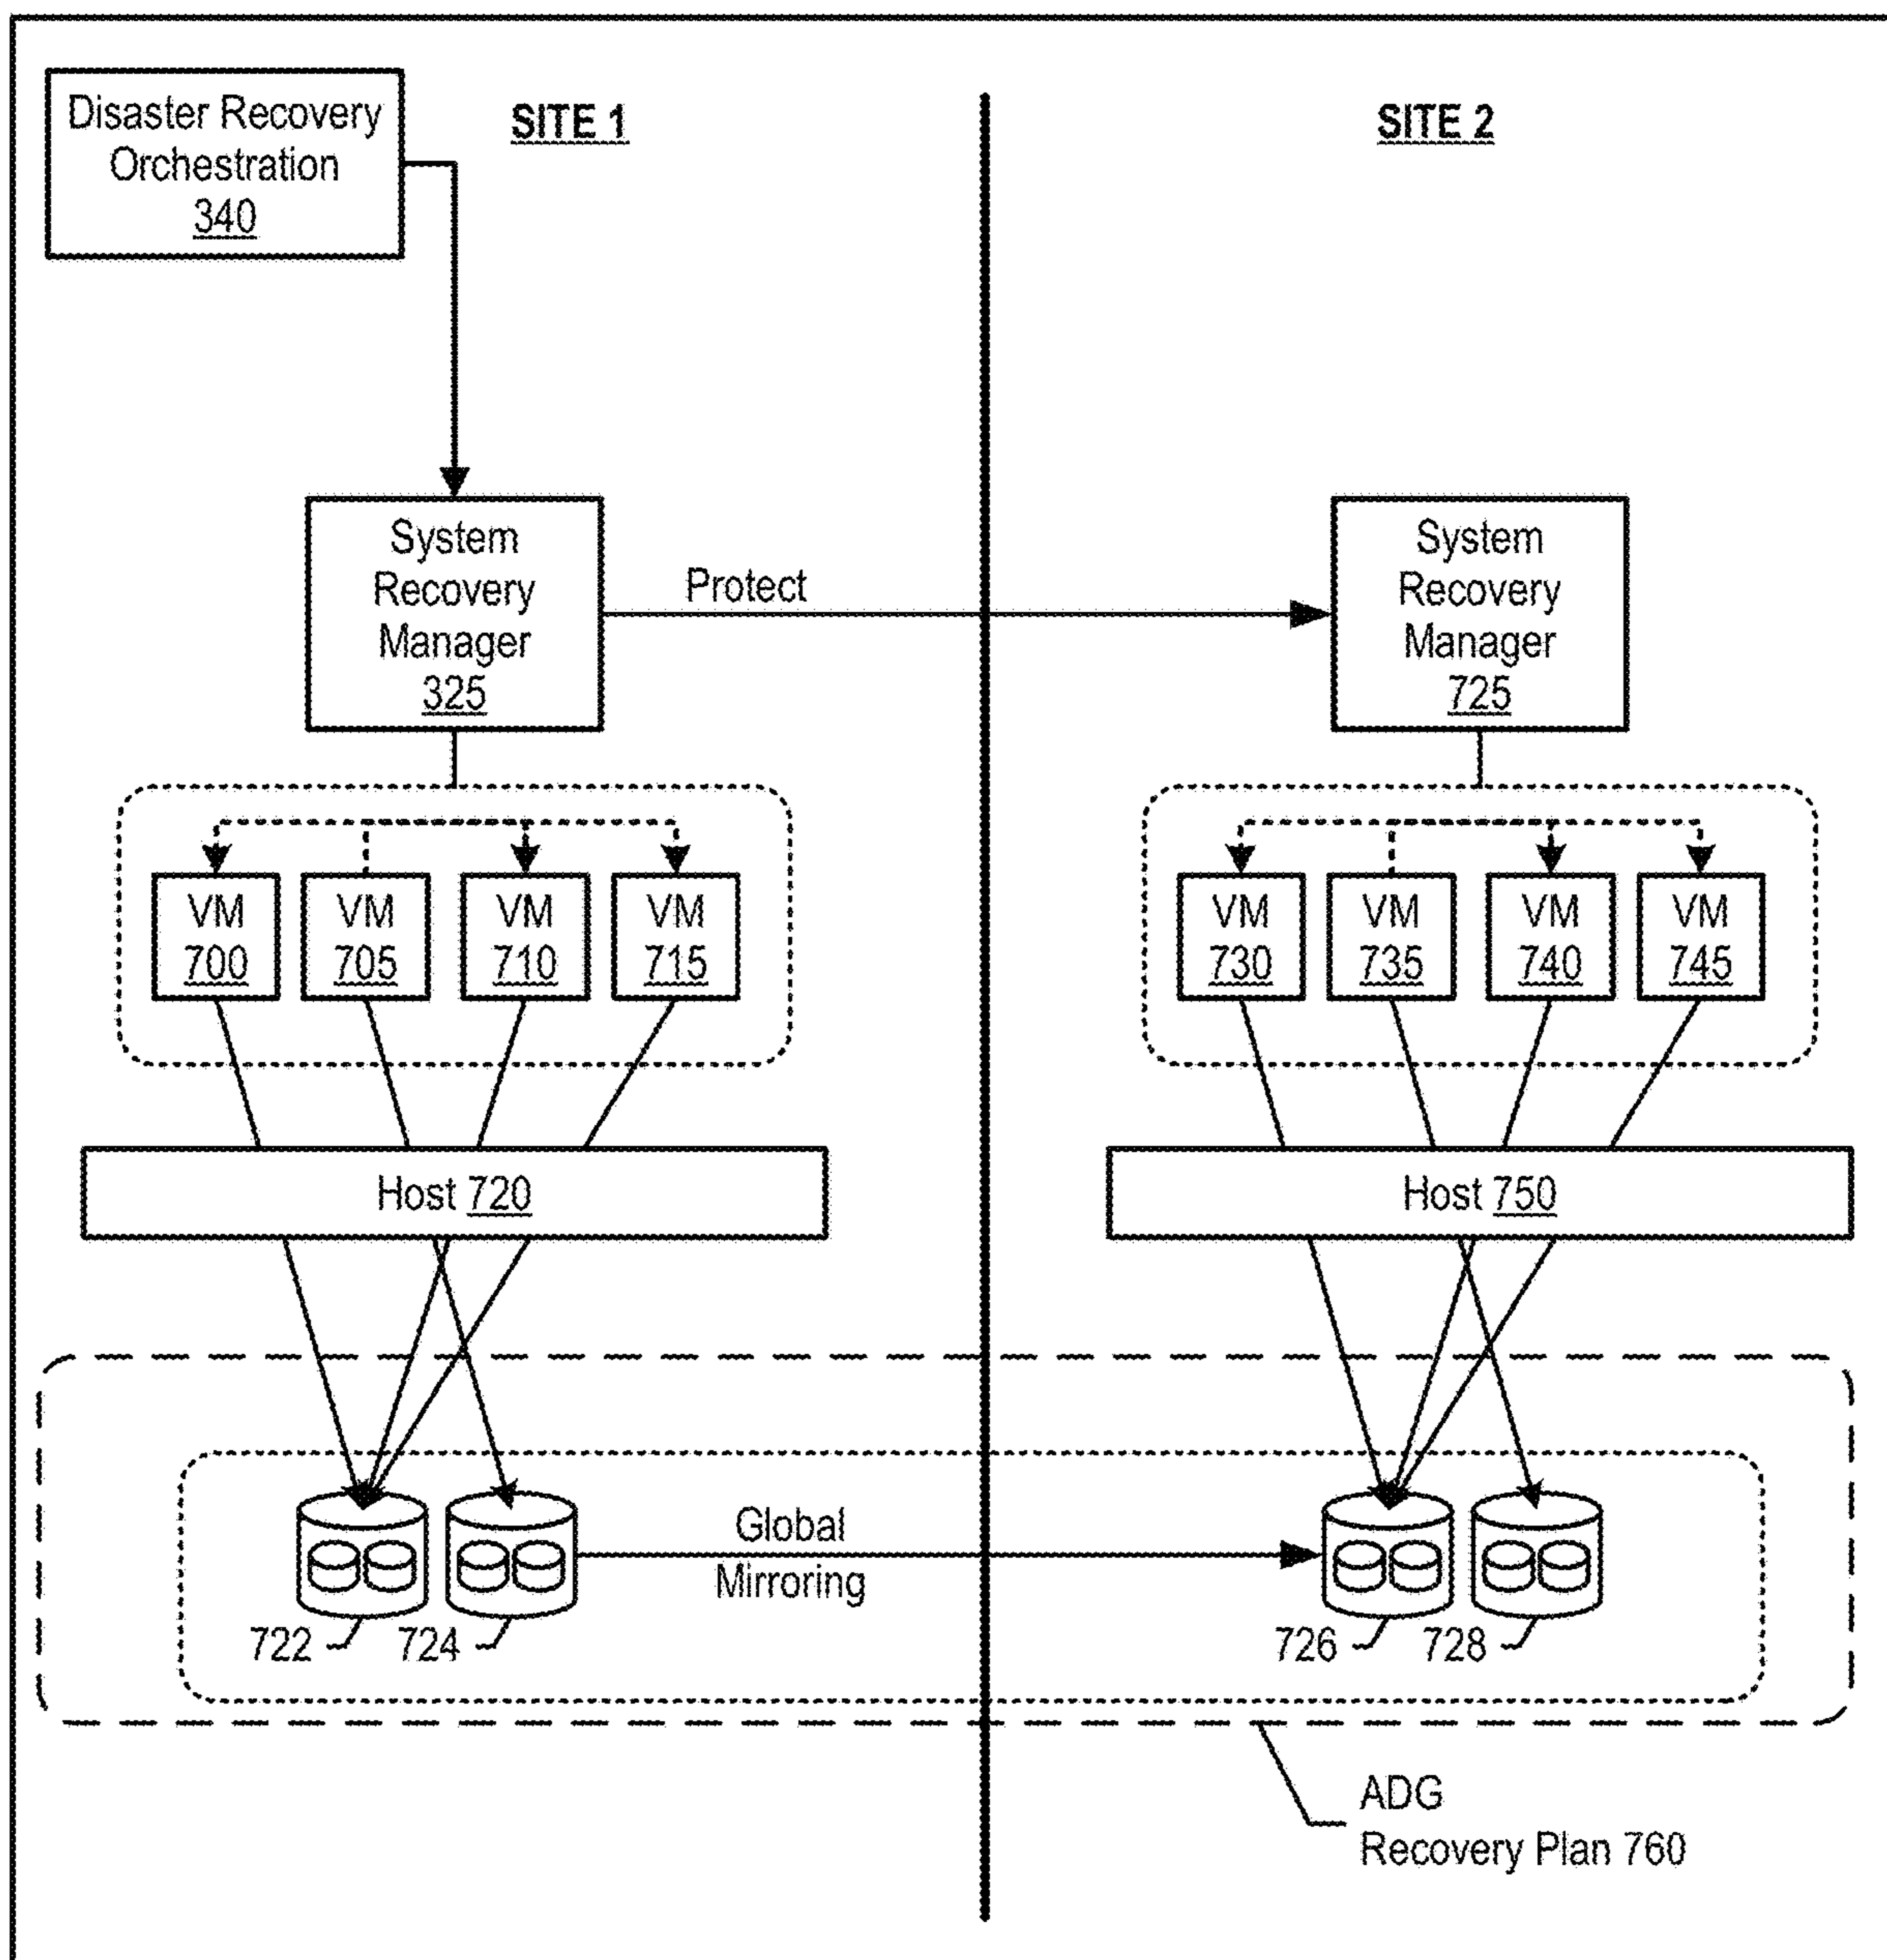 Disaster Recovery
Orchestration
340
SITE 1
SITE 2
System
Recovery
Manager
325
Protect
System
Recovery
Manager
725
VM
700
VM
705
VM
710
VM
715
VM
730
VM
735
VM
740
VM
745
Host 720
Host 750
Global
Mirroring
722
724
726
728
ADG
Recovery Plan 760